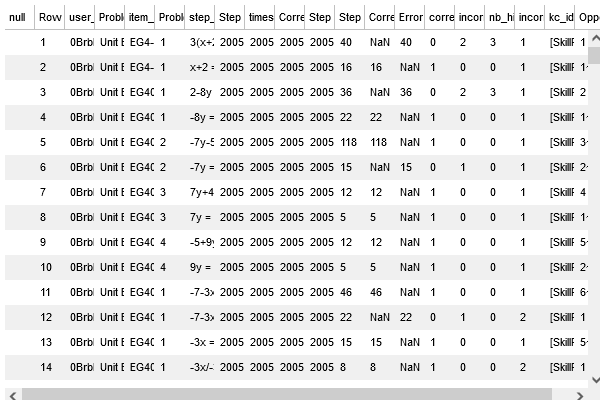 null Row user_ Proble item_ Proble step_ Step times Corre Step Step Corre Error corre incor nb_hi incor kc_id Oppo
1 0Brbl Unit E EG4- 1 3(x+2 2005 2005 2005 2005 40 NaN 40 0 2 3 1 [SkillF 1
2 0Brbl Unit E EG4- 1 x+2 = 2005 2005 2005 2005 16 16 NaN 1 0 0 1 [SkillF 1~
3 0Brbl Unit E EG40 1 2-8y 2005 2005 2005 2005 36 NaN 36 0 2 3 1 [SkillF 2
4 0Brbl Unit E EG40 1 -8y = 2005 2005 2005 2005 22 22 NaN 1 0 0 1 [SkillF 1~
5 0Brbl Unit E EG40 2 -7y-5 2005 2005 2005 2005 118 118 NaN 1 0 0 1 [SkillF 3~
6 0Brbl Unit E EG40 2 -7y = 2005 2005 2005 2005 15 NaN 15 0 1 0 1 [SkillF 2~
7 0Brbl Unit E EG40 3 7y+4 2005 2005 2005 2005 12 12 NaN 1 0 0 1 [SkillF 4
8 0Brbl Unit E EG40 3 7y = 2005 2005 2005 2005 5 5 NaN 1 0 0 1 [SkillF 1~
9 0Brbl Unit E EG40 4 -5+9y 2005 2005 2005 2005 12 12 NaN 1 0 0 1 [SkillF 5~
10 0Brbl Unit E EG40 4 9y = 2005 2005 2005 2005 5 5 NaN 1 0 0 1 [SkillF 2~
11 0Brbl Unit E EG40 1 -7-3x 2005 2005 2005 2005 46 46 NaN 1 0 0 1 [SkillF 6~
12 0Brbl Unit E EG40 1 -7-3x 2005 2005 2005 2005 22 NaN 22 0 1 0 2 [SkillF 1
13 0Brbl Unit E EG40 1 -3x = 2005 2005 2005 2005 15 15 NaN 1 0 0 1 [SkillF 5~
14 0Brbl Unit E EG40 1 -3x/- 2005 2005 2005 2005 8 8 NaN 1 0 0 2 [SkillF 1